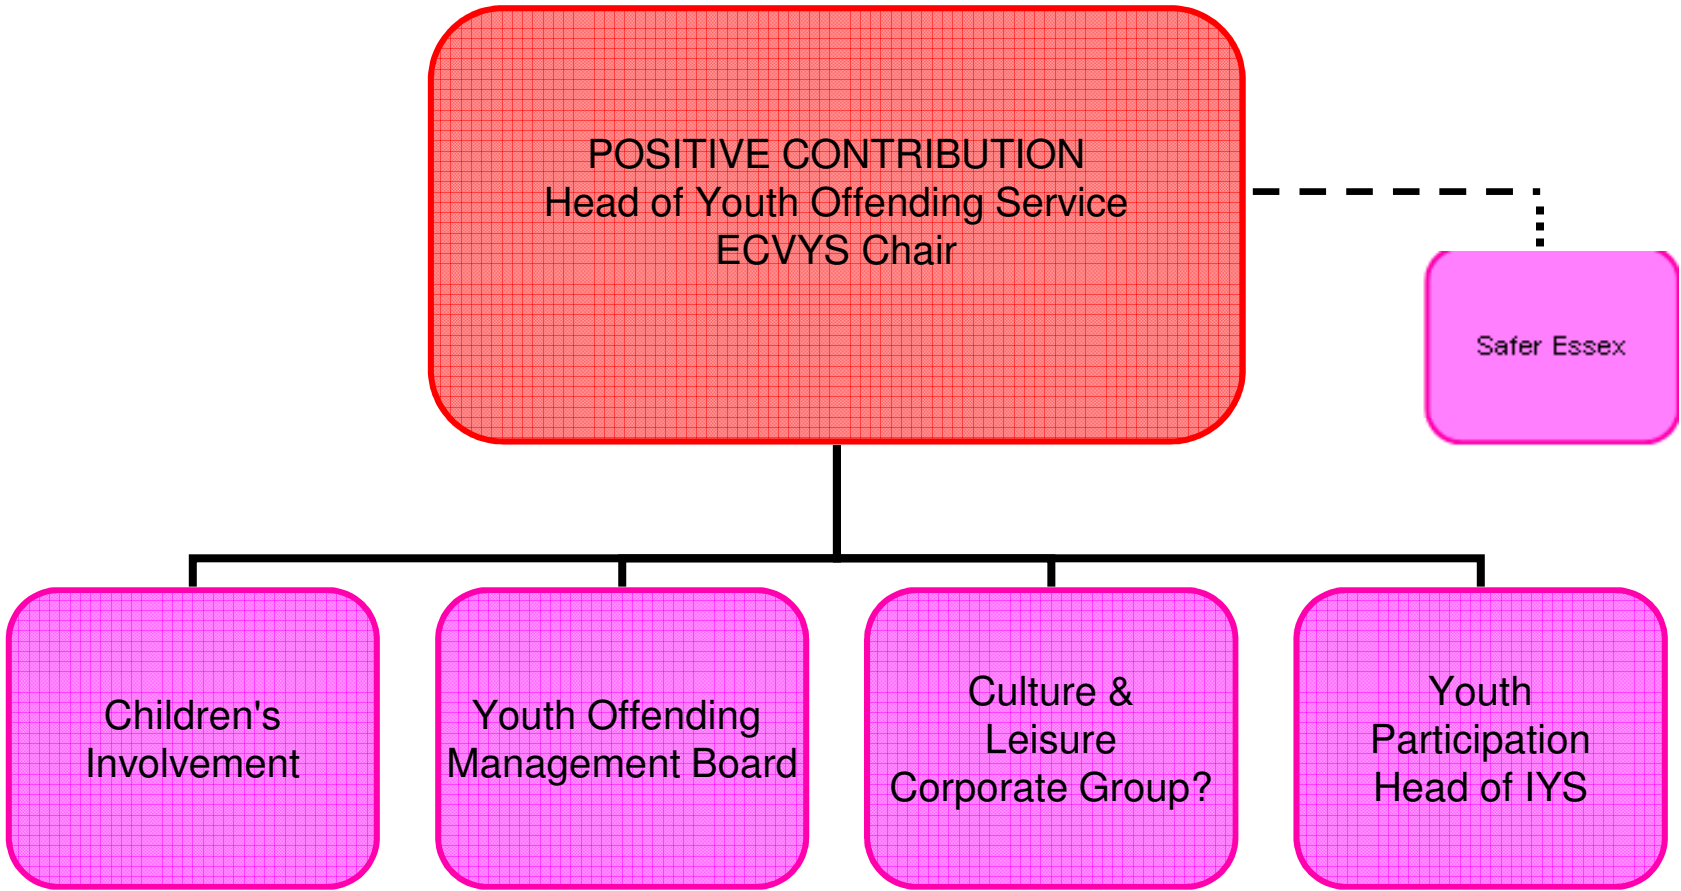 POSITIVE CONTRIBUTION
Head of Youth Offending Service
ECVYS Chair
Safer Essex
Children's
Involvement
Youth Offending
Management Board
Culture &
Leisure
Corporate Group?
Youth
Participation
Head of IYS